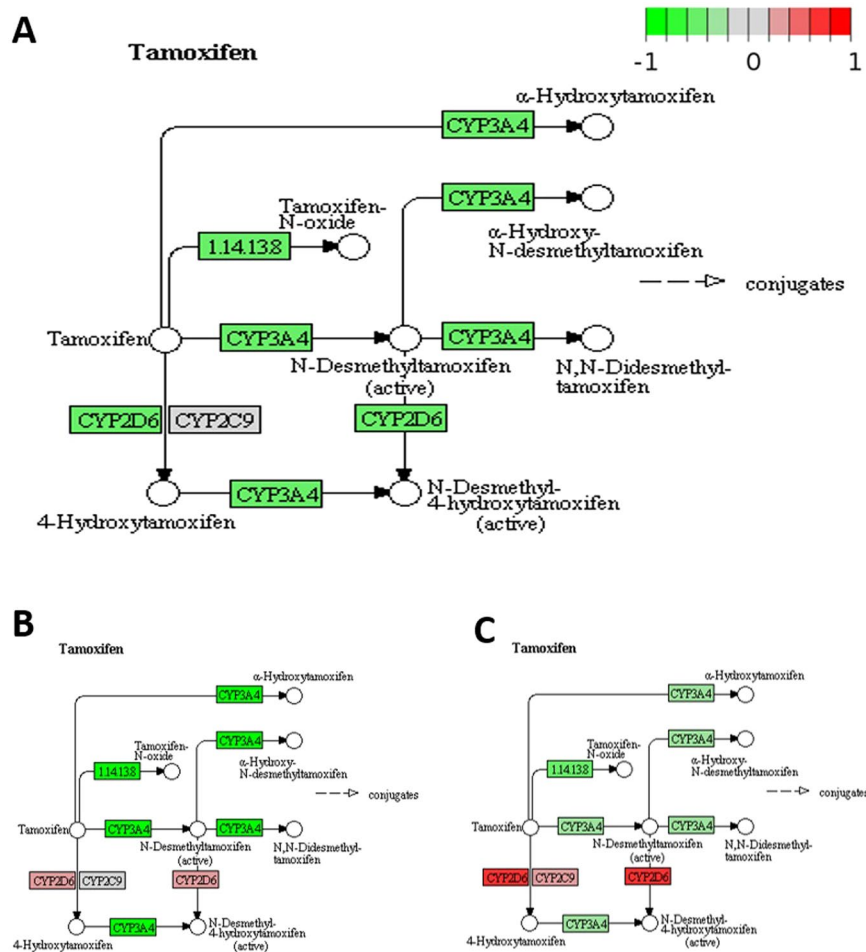 A
Tamoxifen
-1 0 1
α-Hydroxytamoxifen
CYP3A4
CYP3A4
Tamoxifen-
N-oxide
1.14.13.8
α-Hydroxy-
N-desmethyltamoxifen
conjugates
Tamoxifen
CYP3A4
CYP3A4
N-Desmethyltamoxifen
(active)
N,N-Didesmethyl-
tamoxifen
CYP2D6 CYP2C9
CYP2D6
CYP3A4
4-Hydroxytamoxifen
N-Desmethyl-
4-hydroxytamoxifen
(active)
B
Tamoxifen
α-Hydroxytamoxifen
CYP3A4
CYP3A4
Tamoxifen-
N-oxide
1.14.13.8
α-Hydroxy-
N-desmethyltamoxifen
conjugates
Tamoxifen
CYP3A4
CYP3A4
N-Desmethyltamoxifen
(active)
N,N-Didesmethyl-
tamoxifen
CYP2D6 CYP2C9
CYP2D6
CYP3A4
4-Hydroxytamoxifen
N-Desmethyl-
4-hydroxytamoxifen
(active)
C
Tamoxifen
α-Hydroxytamoxifen
CYP3A4
CYP3A4
Tamoxifen-
N-oxide
1.14.13.8
α-Hydroxy-
N-desmethyltamoxifen
conjugates
Tamoxifen
CYP3A4
CYP3A4
N-Desmethyltamoxifen
(active)
N,N-Didesmethyl-
tamoxifen
CYP2D6 CYP2C9
CYP2D6
CYP3A4
4-Hydroxytamoxifen
N-Desmethyl-
4-hydroxytamoxifen
(active)